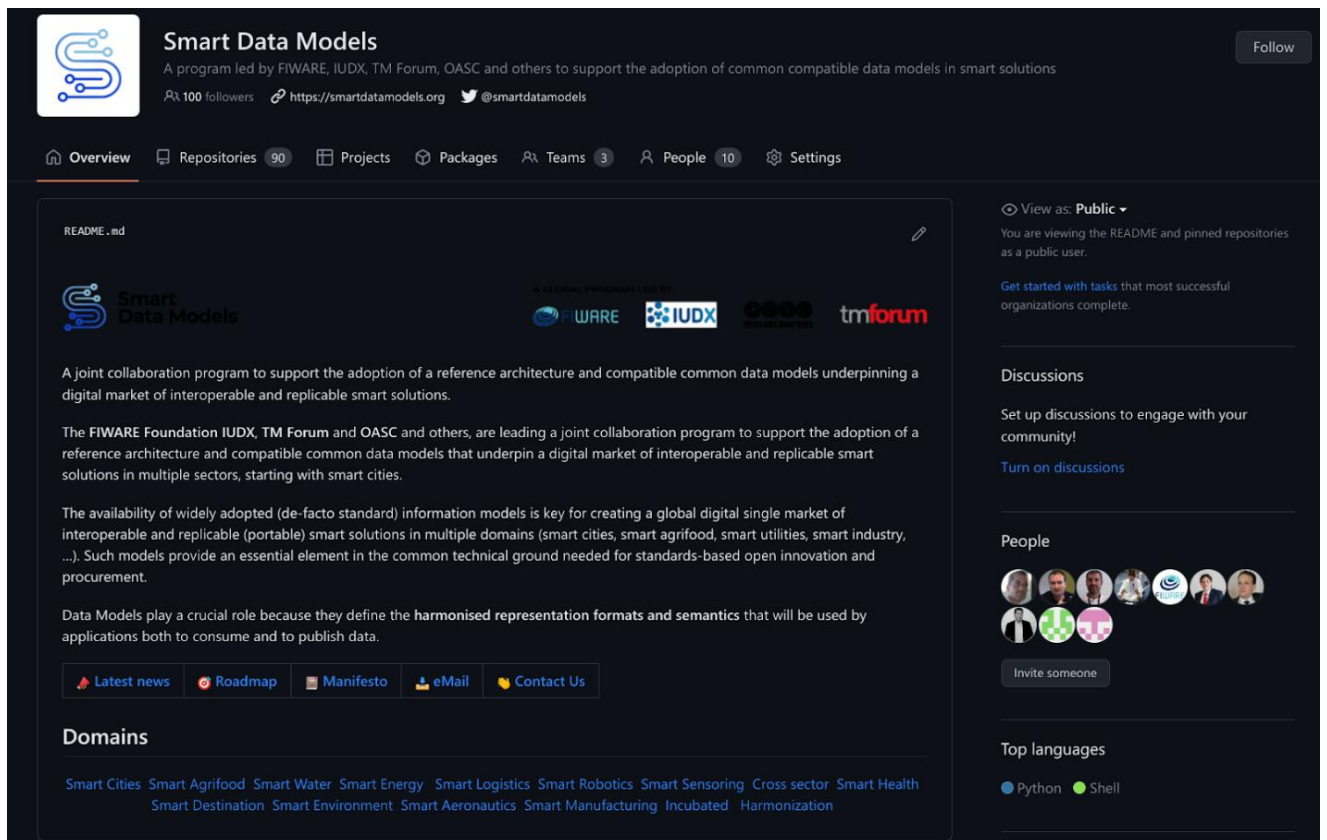 Smart Data Models
Follow
A program led by FIWARE, IUDX, TM Forum, OASC and others to support the adoption of common compatible data models in smart solutions
100 followers https://smartdatamodels.org @smartdatamodels
Overview Repositories 90 Projects Packages Teams 3 People 10 Settings
README.md
Smart
Data Models
A GLOBAL PROGRAM LED BY
FIWARE IUDX tmforum
A joint collaboration program to support the adoption of a reference architecture and compatible common data models underpinning a
digital market of interoperable and replicable smart solutions.
The FIWARE Foundation IUDX, TM Forum and OASC and others, are leading a joint collaboration program to support the adoption of a
reference architecture and compatible common data models that underpin a digital market of interoperable and replicable smart
solutions in multiple sectors, starting with smart cities.
The availability of widely adopted (de-facto standard) information models is key for creating a global digital single market of
interoperable and replicable (portable) smart solutions in multiple domains (smart cities, smart agrifood, smart utilities, smart industry,
...). Such models provide an essential element in the common technical ground needed for standards-based open innovation and
procurement.
Data Models play a crucial role because they define the harmonised representation formats and semantics that will be used by
applications both to consume and to publish data.
Latest news Roadmap Manifesto eMail Contact Us
Domains
Smart Cities Smart Agrifood Smart Water Smart Energy Smart Logistics Smart Robotics Smart Sensoring Cross sector Smart Health
Smart Destination Smart Environment Smart Aeronautics Smart Manufacturing Incubated Harmonization
View as: Public
You are viewing the README and pinned repositories
as a public user.
Get started with tasks that most successful
organizations complete.
Discussions
Set up discussions to engage with your
community!
Turn on discussions
People
FIWARE
Invite someone
Top languages
Python Shell